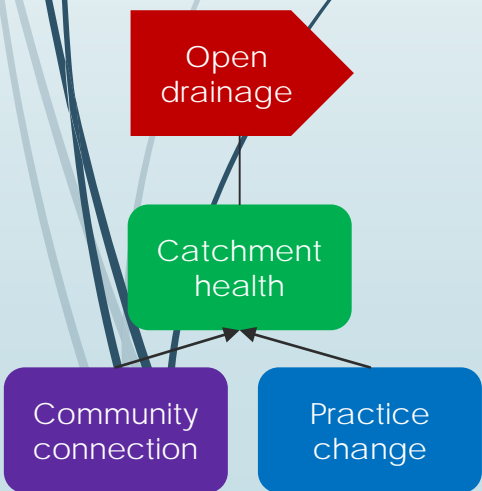 Open
drainage
Catchment
health
Community
connection
Practice
change